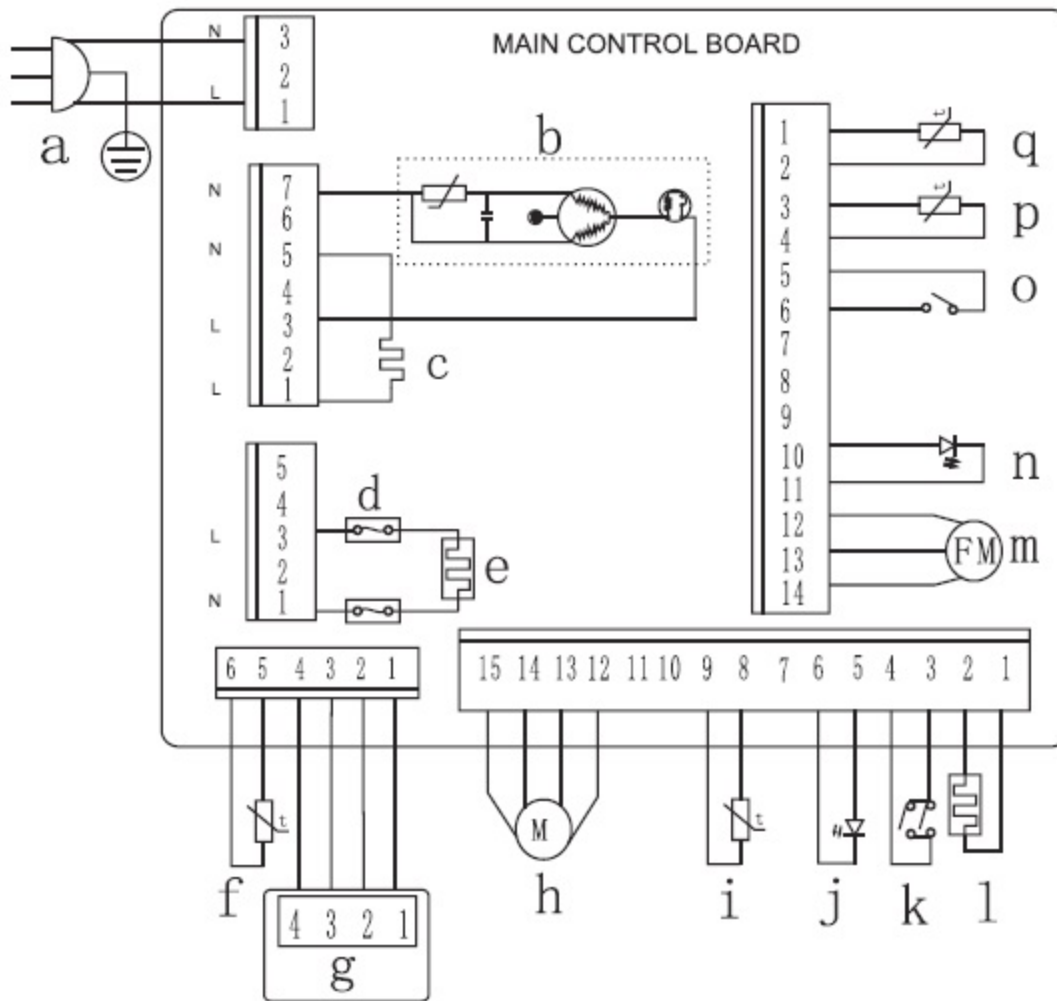 MAIN CONTROL BOARD
N
L
3
2
1
a
b
N
N
L
L
7
6
5
4
3
2
1
c
L
N
5
4
3
2
1
d
e
1
2
3
4
5
6
7
8
9
10
11
12
13
14
t
q
t
p
o
n
FM
m
6 5 4 3 2 1
15 14 13 12 11 10 9 8 7 6 5 4 3 2 1
t
f
4 3 2 1
g
M
h
t
i
j
k
l